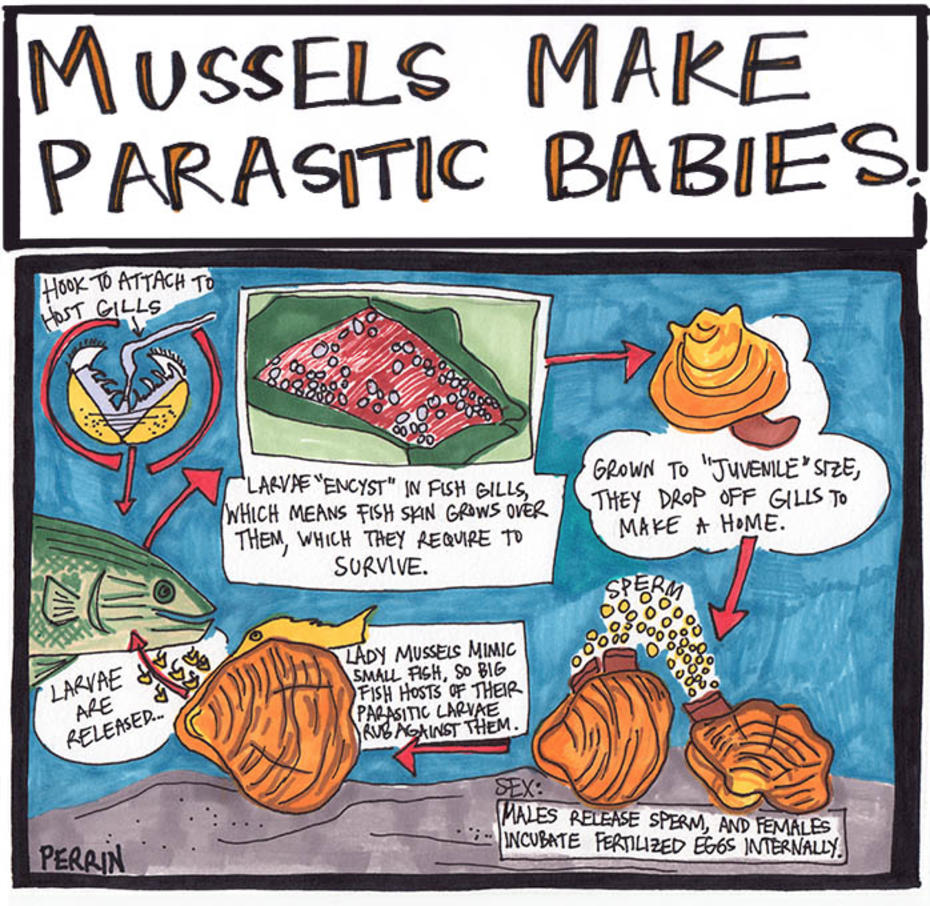 MUSSELS MAKE
PARASITIC BABIES.
HOOK TO ATTACH TO
HOST GILLS
LARVAE "ENCYST" IN FISH GILLS,
WHICH MEANS FISH SKIN GROWS OVER
THEM, WHICH THEY REQUIRE TO
SURVIVE.
GROWN TO "JUVENILE" SIZE,
THEY DROP OFF GILLS TO
MAKE A HOME.
SPERM
LADY MUSSELS MIMIC
SMALL FISH, SO BIG
FISH HOSTS OF THEIR
PARASITIC LARVAE
RUB AGAINST THEM.
LARVAE
ARE
RELEASED...
SEX:
MALES RELEASE SPERM, AND FEMALES
INCUBATE FERTILIZED EGGS INTERNALLY.
PERRIN